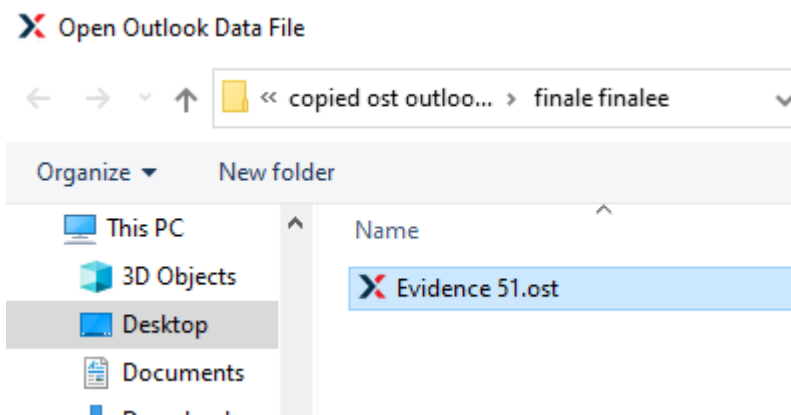 Open Outlook Data File
« copied ost outloo... › finale finalee
Organize
New folder
This PC
Name
3D Objects
Evidence 51.ost
Desktop
Documents